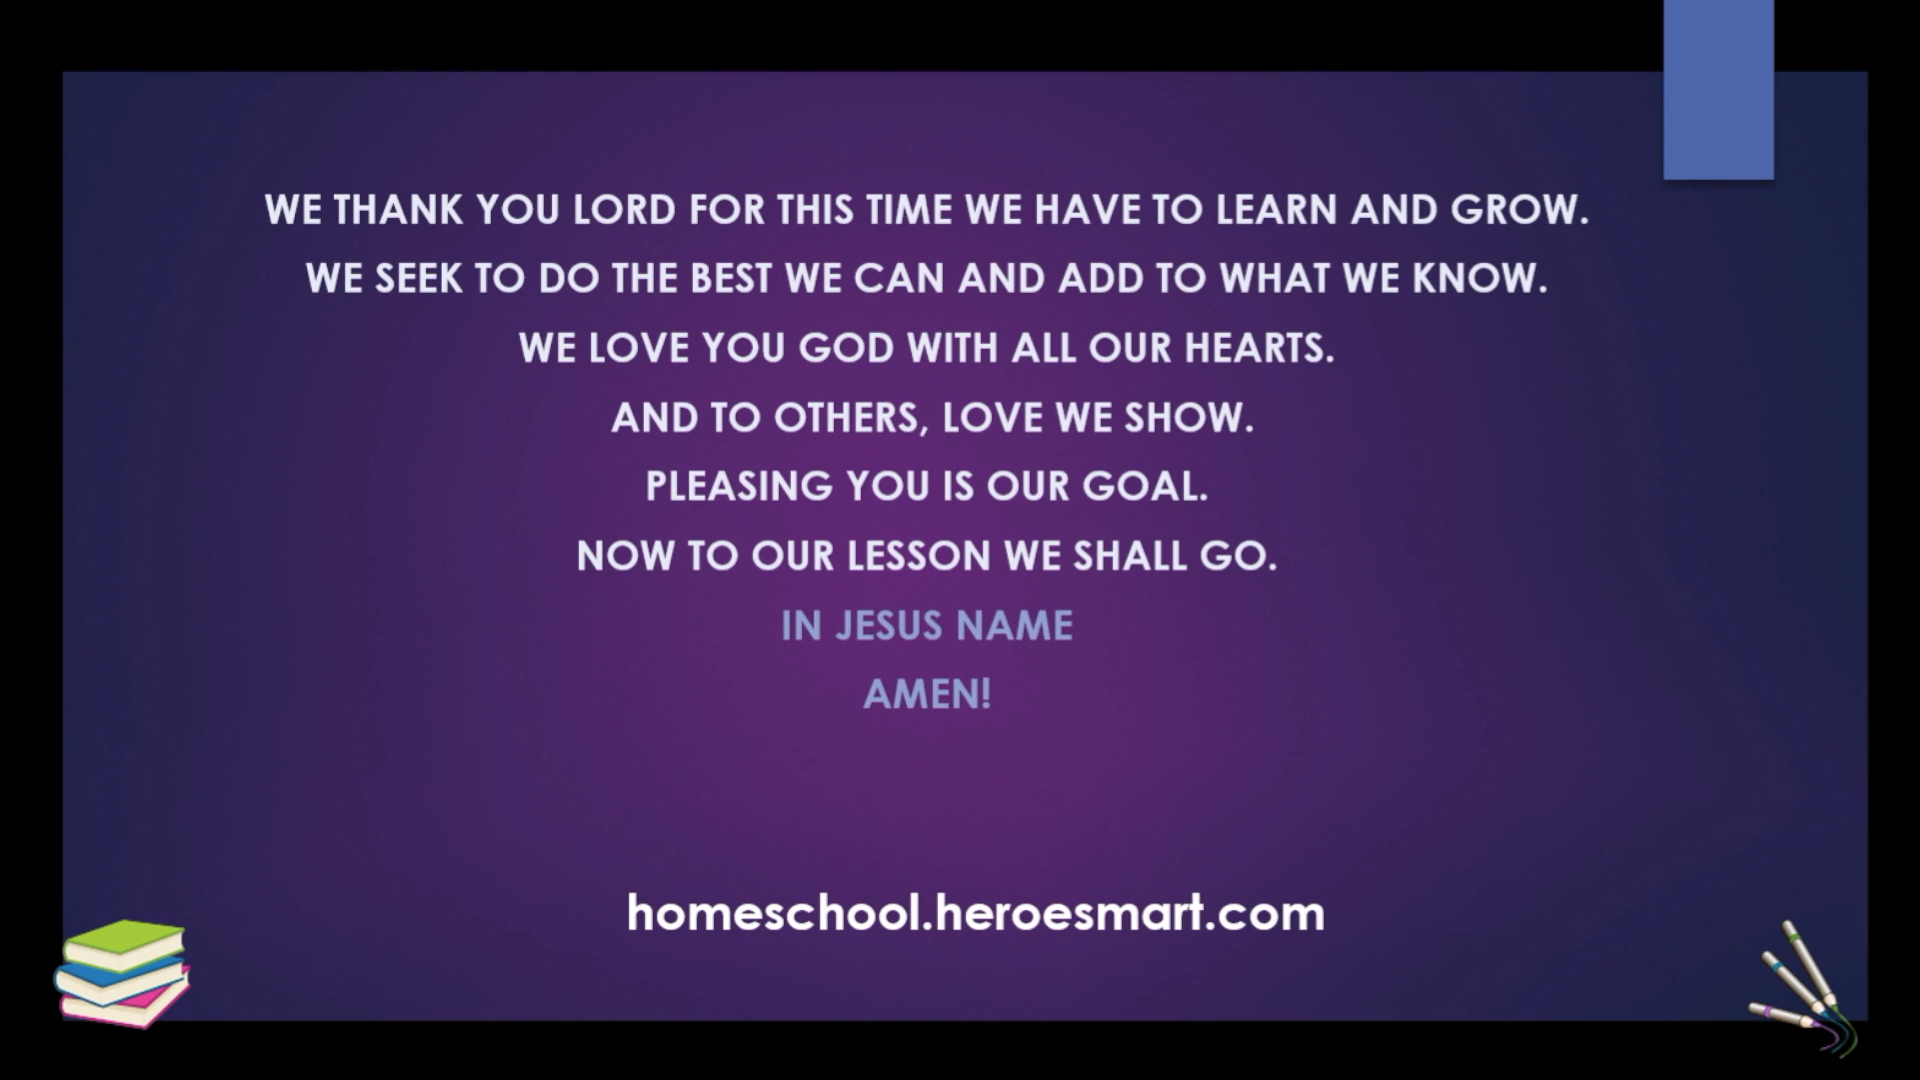 WE THANK YOU LORD FOR THIS TIME WE HAVE TO LEARN AND GROW.
WE SEEK TO DO THE BEST WE CAN AND ADD TO WHAT WE KNOW.
WE LOVE YOU GOD WITH ALL OUR HEARTS.
AND TO OTHERS, LOVE WE SHOW.
PLEASING YOU IS OUR GOAL.
NOW TO OUR LESSON WE SHALL GO.
IN JESUS NAME
AMEN!
homeschool.heroesmart.com